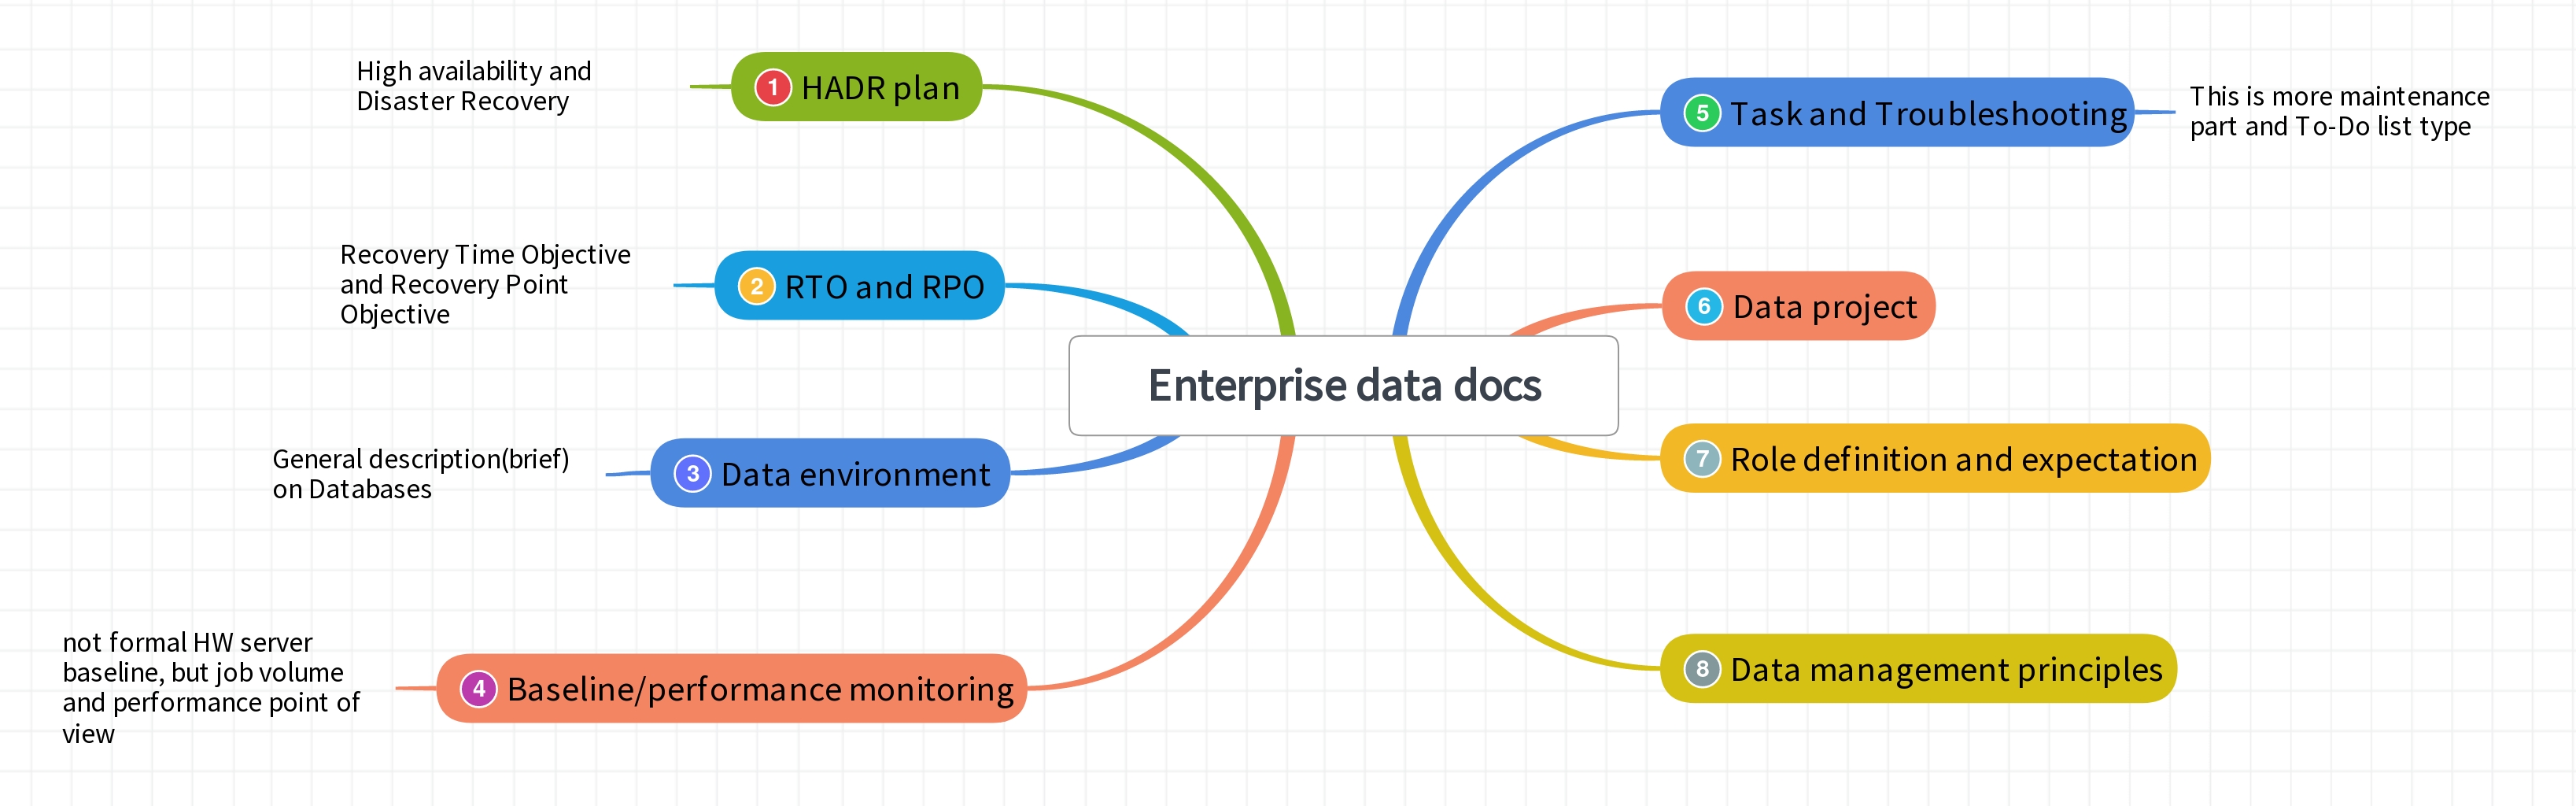 Enterprise data docs
1 HADR plan
High availability and
Disaster Recovery
2 RTO and RPO
Recovery Time Objective
and Recovery Point
Objective
3 Data environment
General description(brief)
on Databases
4 Baseline/performance monitoring
not formal HW server
baseline, but job volume
and performance point of
view
5 Task and Troubleshooting
This is more maintenance
part and To-Do list type
6 Data project
7 Role definition and expectation
8 Data management principles